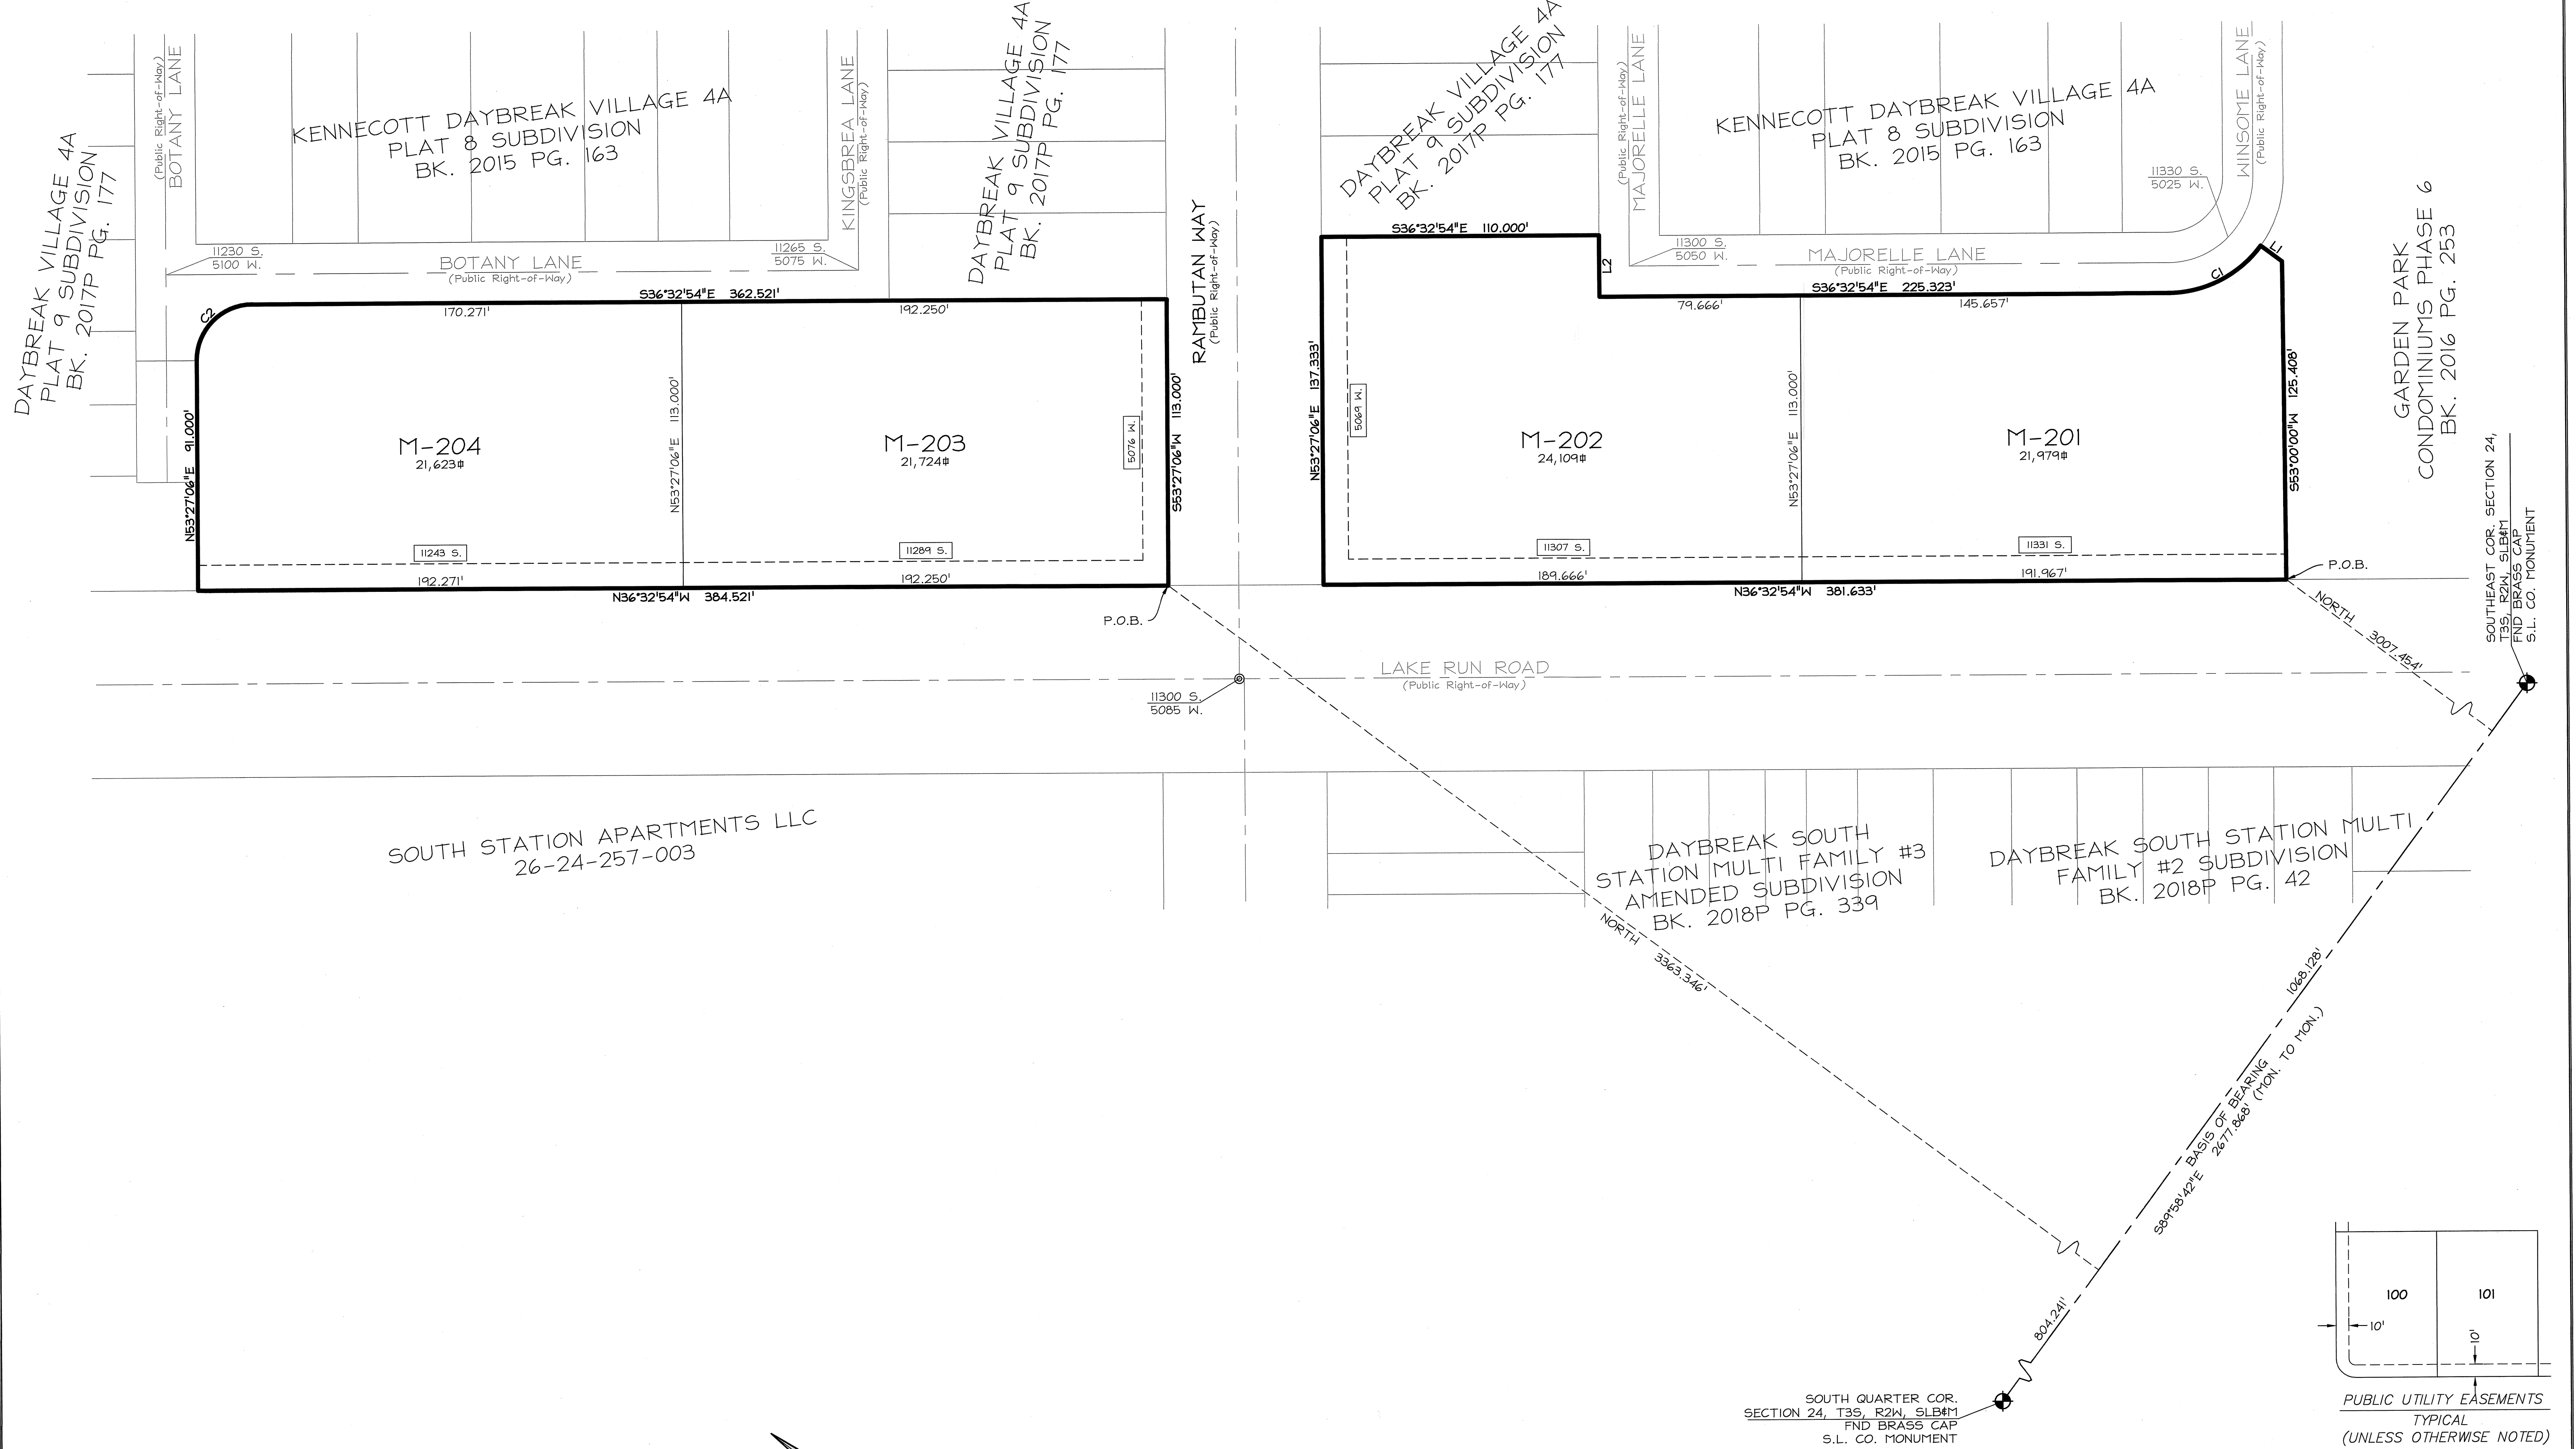 DAYBREAK VILLAGE 4A
PLAT 9 SUBDIVISION
BK. 2017P PG. 177
(Public Right-of-Way)
BOTANY LANE
KENNECOTT DAYBREAK VILLAGE 4A
PLAT 8 SUBDIVISION
BK. 2015 PG. 163
KINGSBREA LANE
(Public Right-of-Way)
DAYBREAK VILLAGE 4A
PLAT 9 SUBDIVISION
BK. 2017P PG. 177
RAMBUTAN WAY
(Public Right-of-Way)
DAYBREAK VILLAGE 4A
PLAT 9 SUBDIVISION
BK. 2017P PG. 177
(Public Right-of-Way)
MAJORELLE LANE
KENNECOTT DAYBREAK VILLAGE 4A
PLAT 8 SUBDIVISION
BK. 2015 PG. 163
WINSOME LANE
(Public Right-of-Way)
11330 S.
5025 W.
GARDEN PARK
CONDOMINIUMS PHASE 6
BK. 2016 PG. 253
11230 S.
5100 W.
BOTANY LANE
(Public Right-of-Way)
11265 S.
5075 W.
S36°32'54"E 110.000'
L2
11300 S.
5050 W.
MAJORELLE LANE
(Public Right-of-Way)
C1
L1
C2
S36°32'54"E 362.521'
170.271'
192.250'
S36°32'54"E 225.323'
79.666'
145.657'
N53°27'06"E 91.000'
M-204
21,623⏍
N53°27'06"E 113.000'
M-203
21,724⏍
5076 W.
S53°27'06"W 113.000'
N53°27'06"E 137.333'
5069 W.
M-202
24,109⏍
N53°27'06"E 113.000'
M-201
21,979⏍
S53°00'00"W 125.408'
11243 S.
11289 S.
11307 S.
11331 S.
192.271'
192.250'
189.666'
191.967'
N36°32'54"W 384.521'
N36°32'54"W 381.633'
P.O.B.
P.O.B.
SOUTHEAST COR. SECTION 24,
T3S, R2W, SLB&M
FND BRASS CAP
S.L. CO. MONUMENT
NORTH 3007.454'
LAKE RUN ROAD
(Public Right-of-Way)
11300 S.
5085 W.
SOUTH STATION APARTMENTS LLC
26-24-257-003
DAYBREAK SOUTH
STATION MULTI FAMILY #3
AMENDED SUBDIVISION
BK. 2018P PG. 339
DAYBREAK SOUTH STATION MULTI
FAMILY #2 SUBDIVISION
BK. 2018P PG. 42
NORTH 3363.346'
1068.128'
BASIS OF BEARING
S89°58'42"E 2677.868' (MON. TO MON.)
804.241'
SOUTH QUARTER COR.
SECTION 24, T3S, R2W, SLB&M
FND BRASS CAP
S.L. CO. MONUMENT
100
101
10'
10'
PUBLIC UTILITY EASEMENTS
TYPICAL
(UNLESS OTHERWISE NOTED)